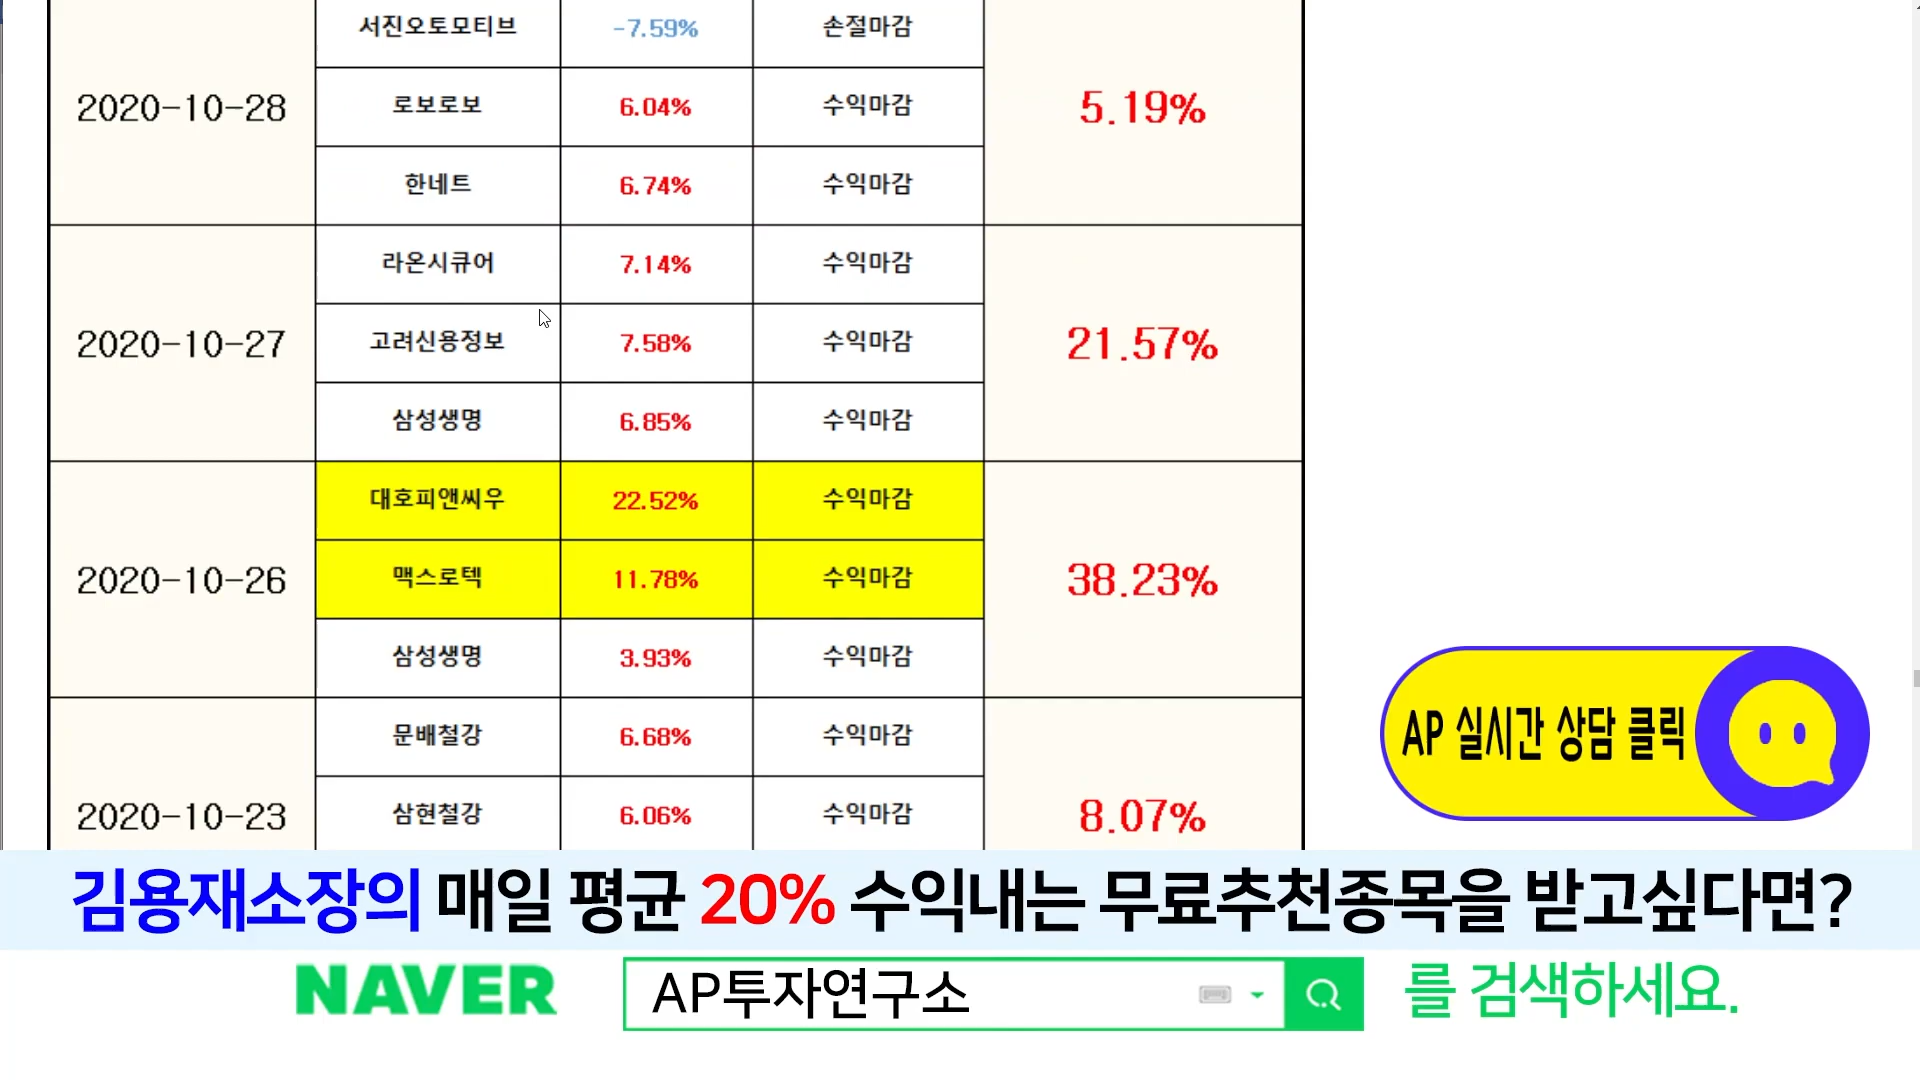 서진오토모티브 -7.59% 손절마감
2020-10-28 로보로보 6.04% 수익마감 5.19%
한네트 6.74% 수익마감
라온시큐어 7.14% 수익마감
2020-10-27 고려신용정보 7.58% 수익마감 21.57%
삼성생명 6.85% 수익마감
대호피앤씨우 22.52% 수익마감
2020-10-26 맥스로텍 11.78% 수익마감 38.23%
삼성생명 3.93% 수익마감
문배철강 6.68% 수익마감
2020-10-23 삼현철강 6.06% 수익마감 8.07%
AP 실시간 상담 클릭
김용재소장의 매일 평균 20% 수익내는 무료추천종목을 받고싶다면?
NAVER AP투자연구소 를 검색하세요.